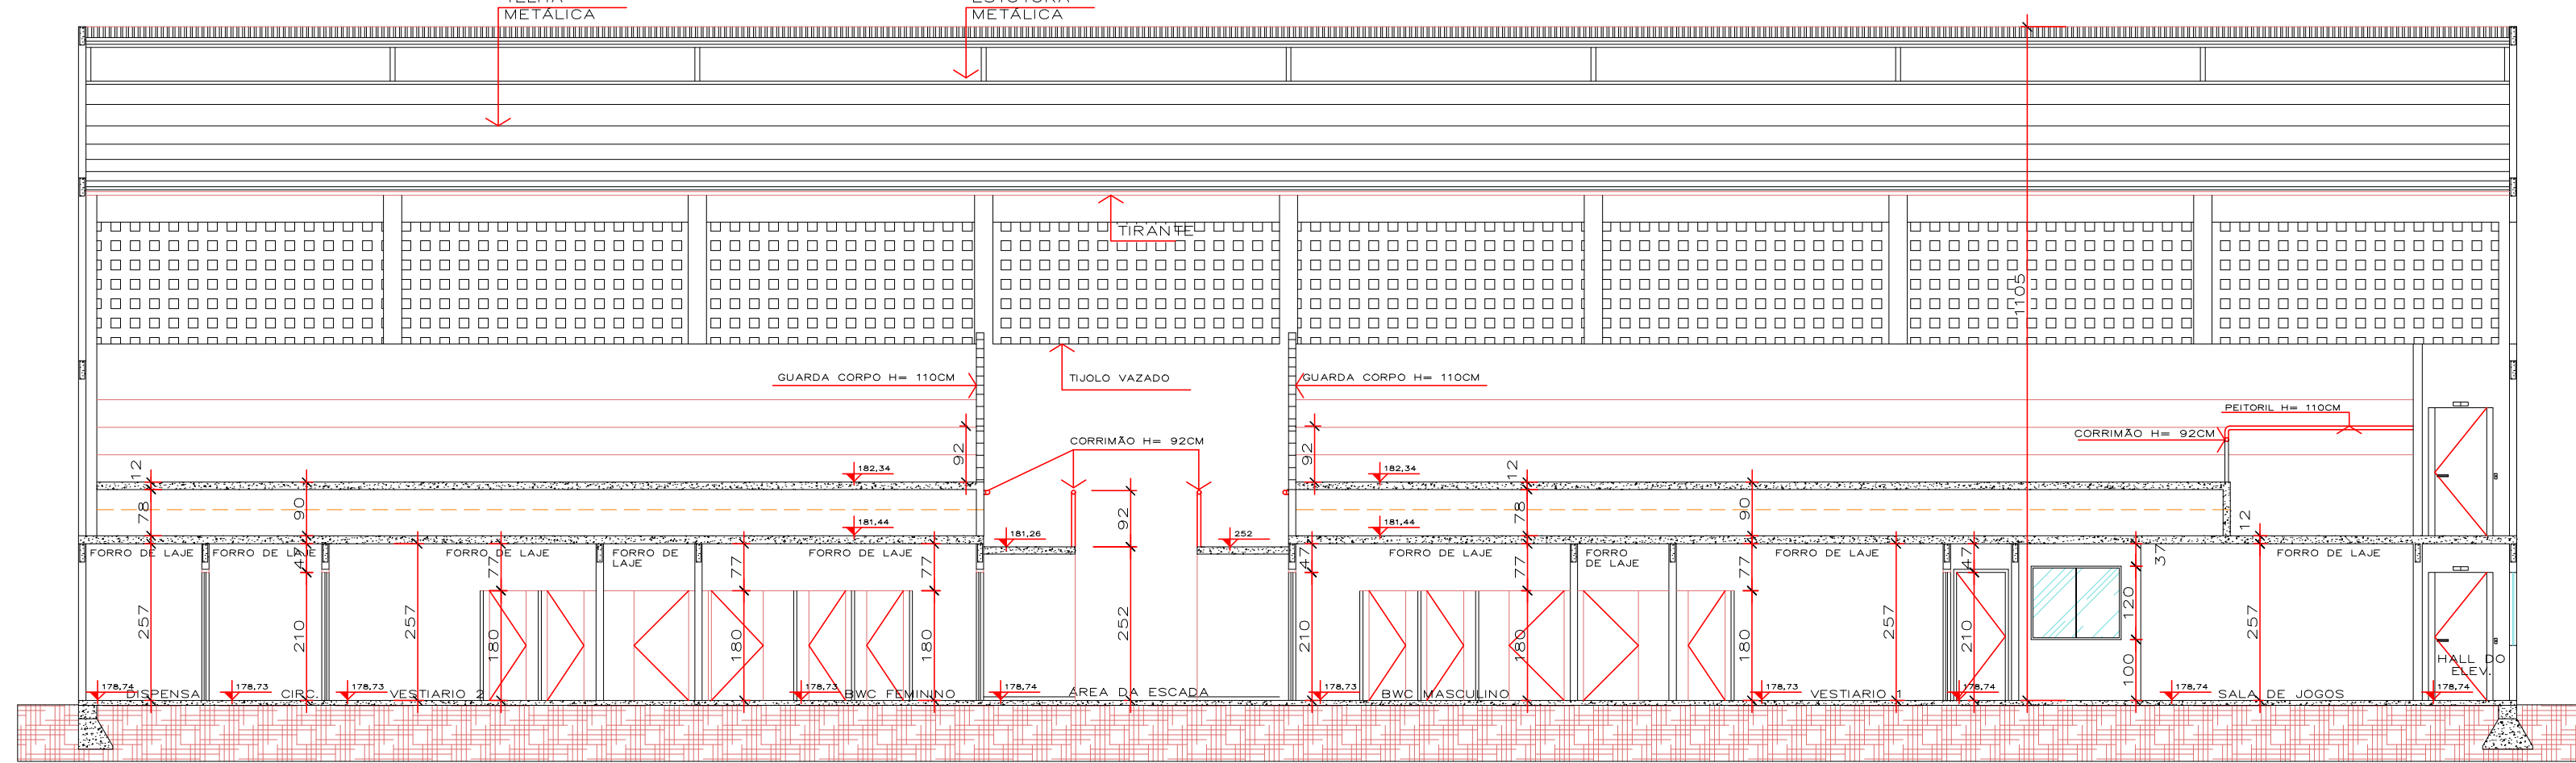 METÁLICA
METÁLICA
1105
TIRANTE
GUARDA CORPO H= 110CM
TIJOLO VAZADO
GUARDA CORPO H= 110CM
PEITORIL H= 110CM
CORRIMÃO H= 92CM
CORRIMÃO H= 92CM
12
182,34
92
92
182,34
12
78
90
181,44
181,26
92
252
181,44
78
90
12
FORRO DE LAJE
FORRO DE LAJE
FORRO DE LAJE
FORRO DE
LAJE
FORRO DE LAJE
FORRO DE LAJE
FORRO
DE LAJE
FORRO DE LAJE
FORRO DE LAJE
47
77
77
77
47
77
77
47
37
257
210
257
180
180
180
252
210
180
180
257
210
120
100
257
HALL DO
ELEV.
178,74
DISPENSA
178,73
CIRC.
178,73
VESTIARIO 2
178,73
BWC FEMININO
178,74
ÁREA DA ESCADA
178,73
BWC MASCULINO
178,73
VESTIARIO 1
178,74
178,74
SALA DE JOGOS
178,74